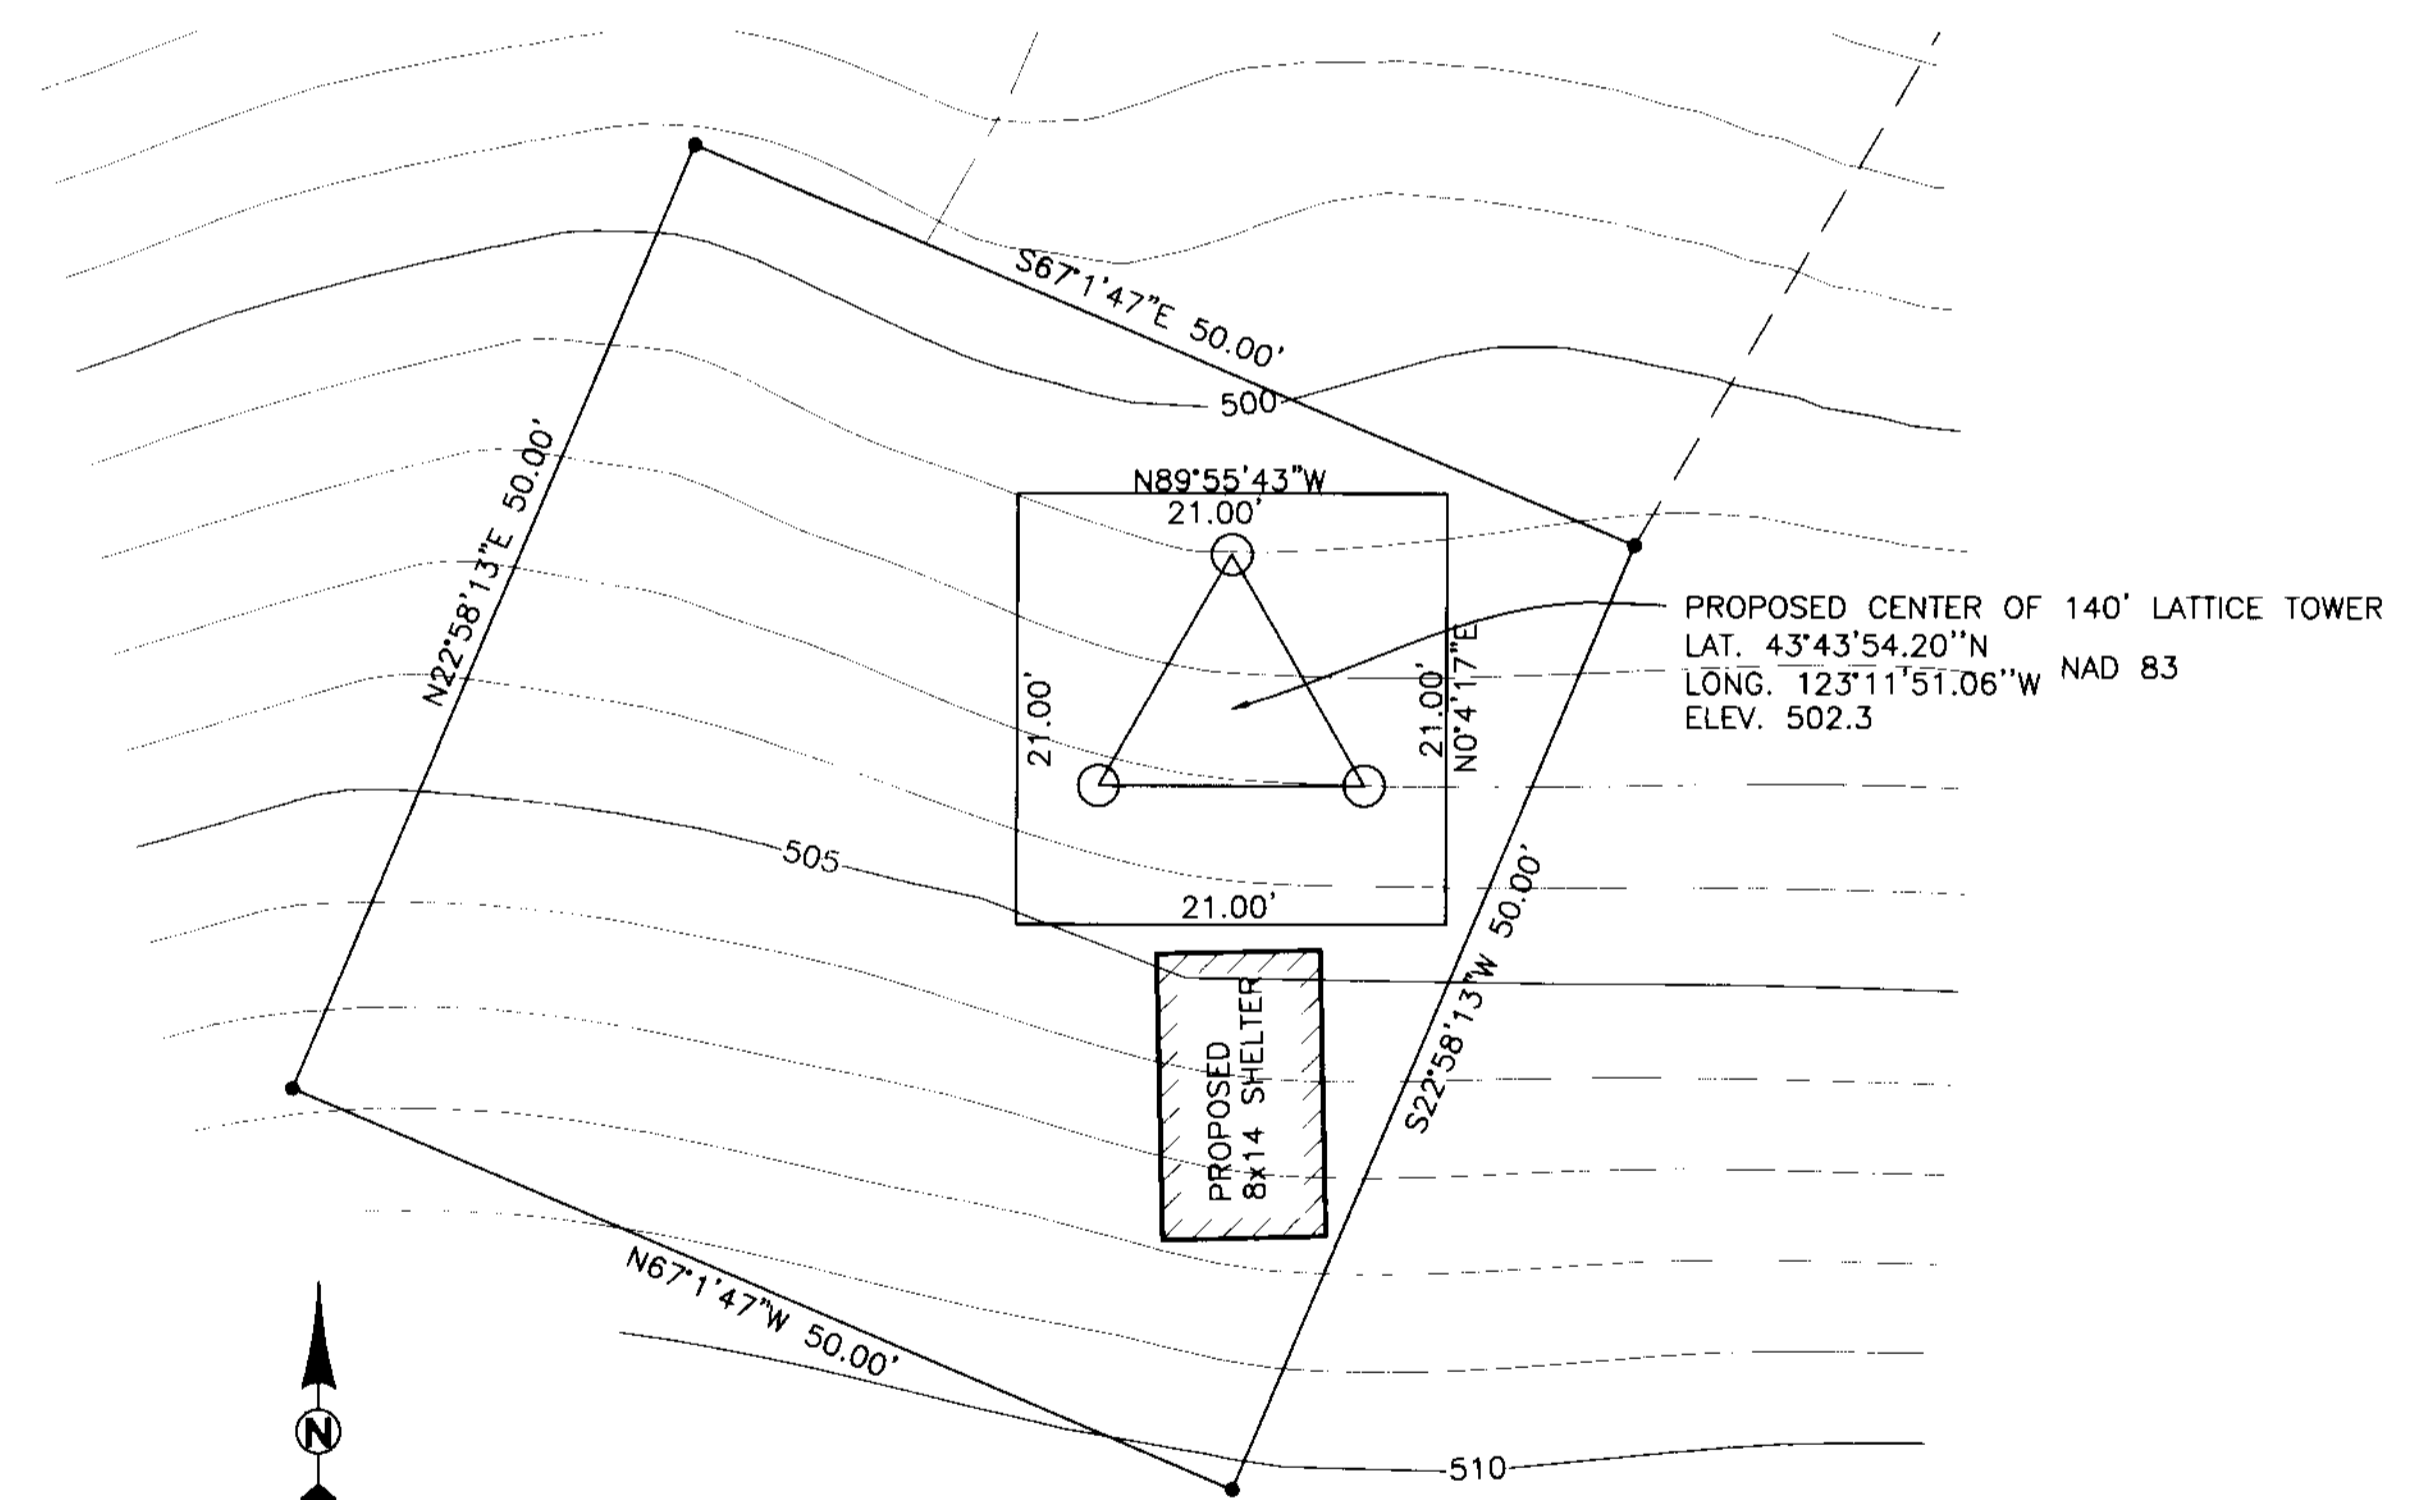 S67°1'47"E 50.00'
500
N22°58'13"E 50.00'
N89°55'43"W
21.00'
21.00'
21.00'
N0°4'17"E
21.00'
PROPOSED CENTER OF 140' LATTICE TOWER
LAT. 43°43'54.20"N
LONG. 123°11'51.06"W NAD 83
ELEV. 502.3
505
S22°58'13"W 50.00'
PROPOSED
8x14 SHELTER
N67°1'47"W 50.00'
N
510